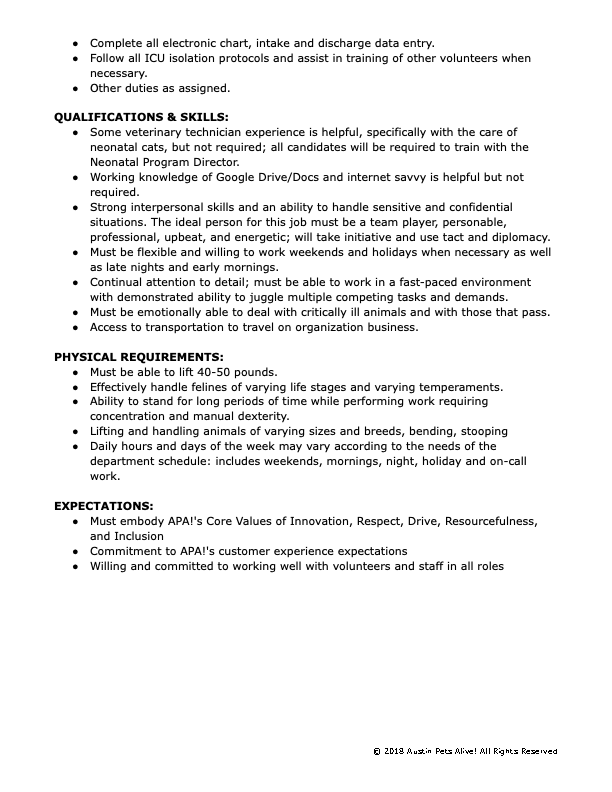 ● Complete all electronic chart, intake and discharge data entry.
● Follow all ICU isolation protocols and assist in training of other volunteers when
necessary.
● Other duties as assigned.
QUALIFICATIONS & SKILLS:
● Some veterinary technician experience is helpful, specifically with the care of
neonatal cats, but not required; all candidates will be required to train with the
Neonatal Program Director.
● Working knowledge of Google Drive/Docs and internet savvy is helpful but not
required.
● Strong interpersonal skills and an ability to handle sensitive and confidential
situations. The ideal person for this job must be a team player, personable,
professional, upbeat, and energetic; will take initiative and use tact and diplomacy.
● Must be flexible and willing to work weekends and holidays when necessary as well
as late nights and early mornings.
● Continual attention to detail; must be able to work in a fast-paced environment
with demonstrated ability to juggle multiple competing tasks and demands.
● Must be emotionally able to deal with critically ill animals and with those that pass.
● Access to transportation to travel on organization business.
PHYSICAL REQUIREMENTS:
● Must be able to lift 40-50 pounds.
● Effectively handle felines of varying life stages and varying temperaments.
● Ability to stand for long periods of time while performing work requiring
concentration and manual dexterity.
● Lifting and handling animals of varying sizes and breeds, bending, stooping
● Daily hours and days of the week may vary according to the needs of the
department schedule: includes weekends, mornings, night, holiday and on-call
work.
EXPECTATIONS:
● Must embody APA!'s Core Values of Innovation, Respect, Drive, Resourcefulness,
and Inclusion
● Commitment to APA!'s customer experience expectations
● Willing and committed to working well with volunteers and staff in all roles
© 2018 Austin Pets Alive! All Rights Reserved